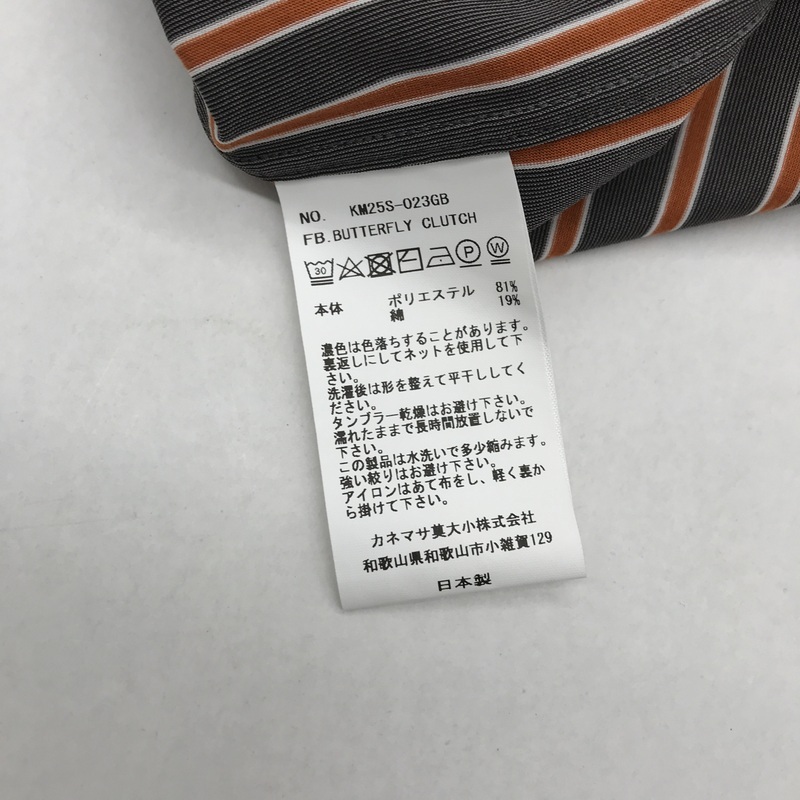 NO. KM25S-023GB
FB.BUTTERFLY CLUTCH
30 P W
本体 ポリエステル 81%
綿 19%
濃色は色落ちすることがあります。
裏返しにしてネットを使用して下
さい。
洗濯後は形を整えて平干ししてく
ださい。
タンブラー乾燥はお避け下さい。
濡れたままで長時間放置しないで
下さい。
この製品は水洗いで多少縮みます。
強い絞りはお避け下さい。
アイロンはあて布をし、軽く裏か
ら掛けて下さい。
カネマサ莫大小株式会社
和歌山県和歌山市小雑賀129
日本製